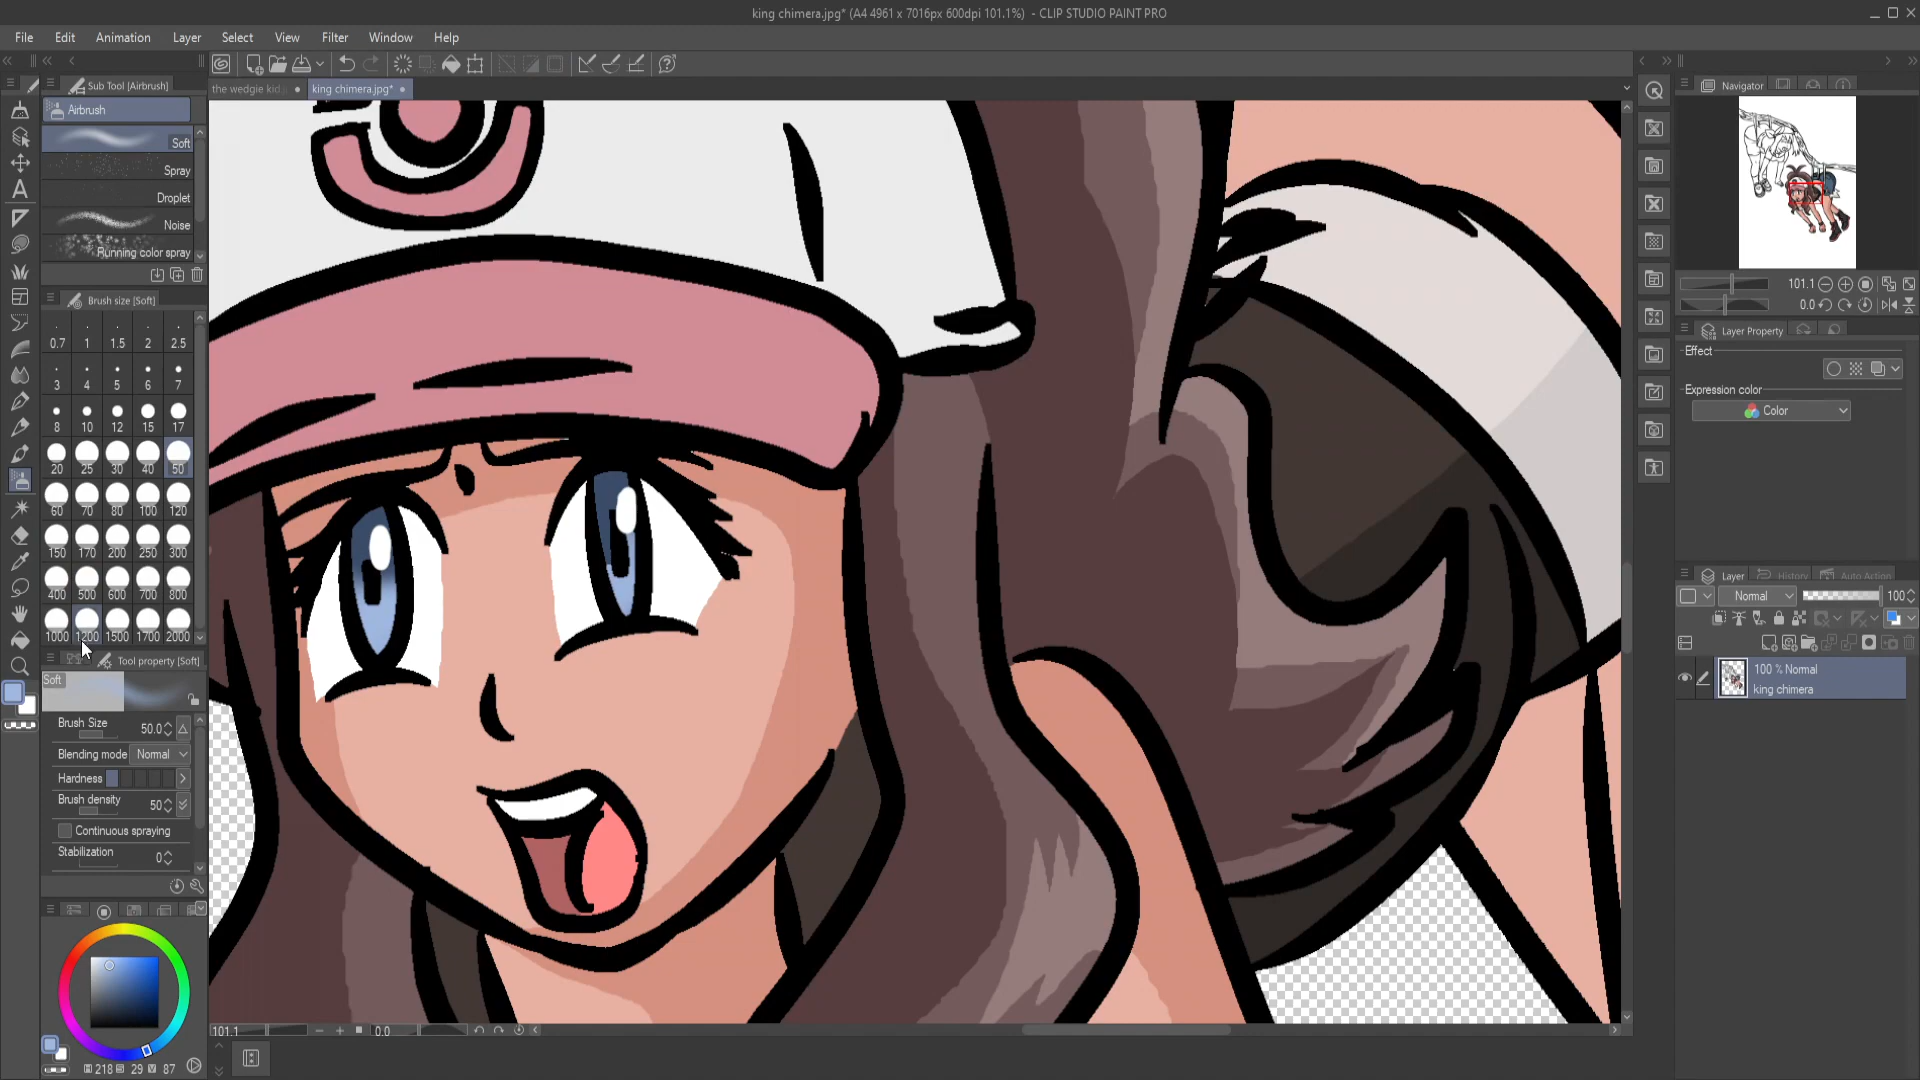 king chimera.jpg* (A4 4961 x 7016px 600dpi 101.1%) - CLIP STUDIO PAINT PRO
File Edit Animation Layer Select View Filter Window Help
Sub Tool [Airbrush]
the wedgie kid.j
king chimera.jpg*
Navigator
Airbrush
Soft
Spray
Droplet
Noise
Running color spray
101.1
0.0
Brush size [Soft]
Layer Property
0.7 1 1.5 2 2.5
Effect
3 4 5 6 7
Expression color
Color
8 10 12 15 17
20 25 30 40 50
60 70 80 100 120
150 170 200 250 300
400 500 600 700 800
Layer History Auto Action
Normal 100
1000 1200 1500 1700 2000
Tool property [Soft]
100 % Normal
king chimera
Soft
Brush Size 50.0
Blending mode Normal
Hardness
Brush density 50
Continuous spraying
Stabilization 0
101.1 0.0
H 218 S 29 V 87